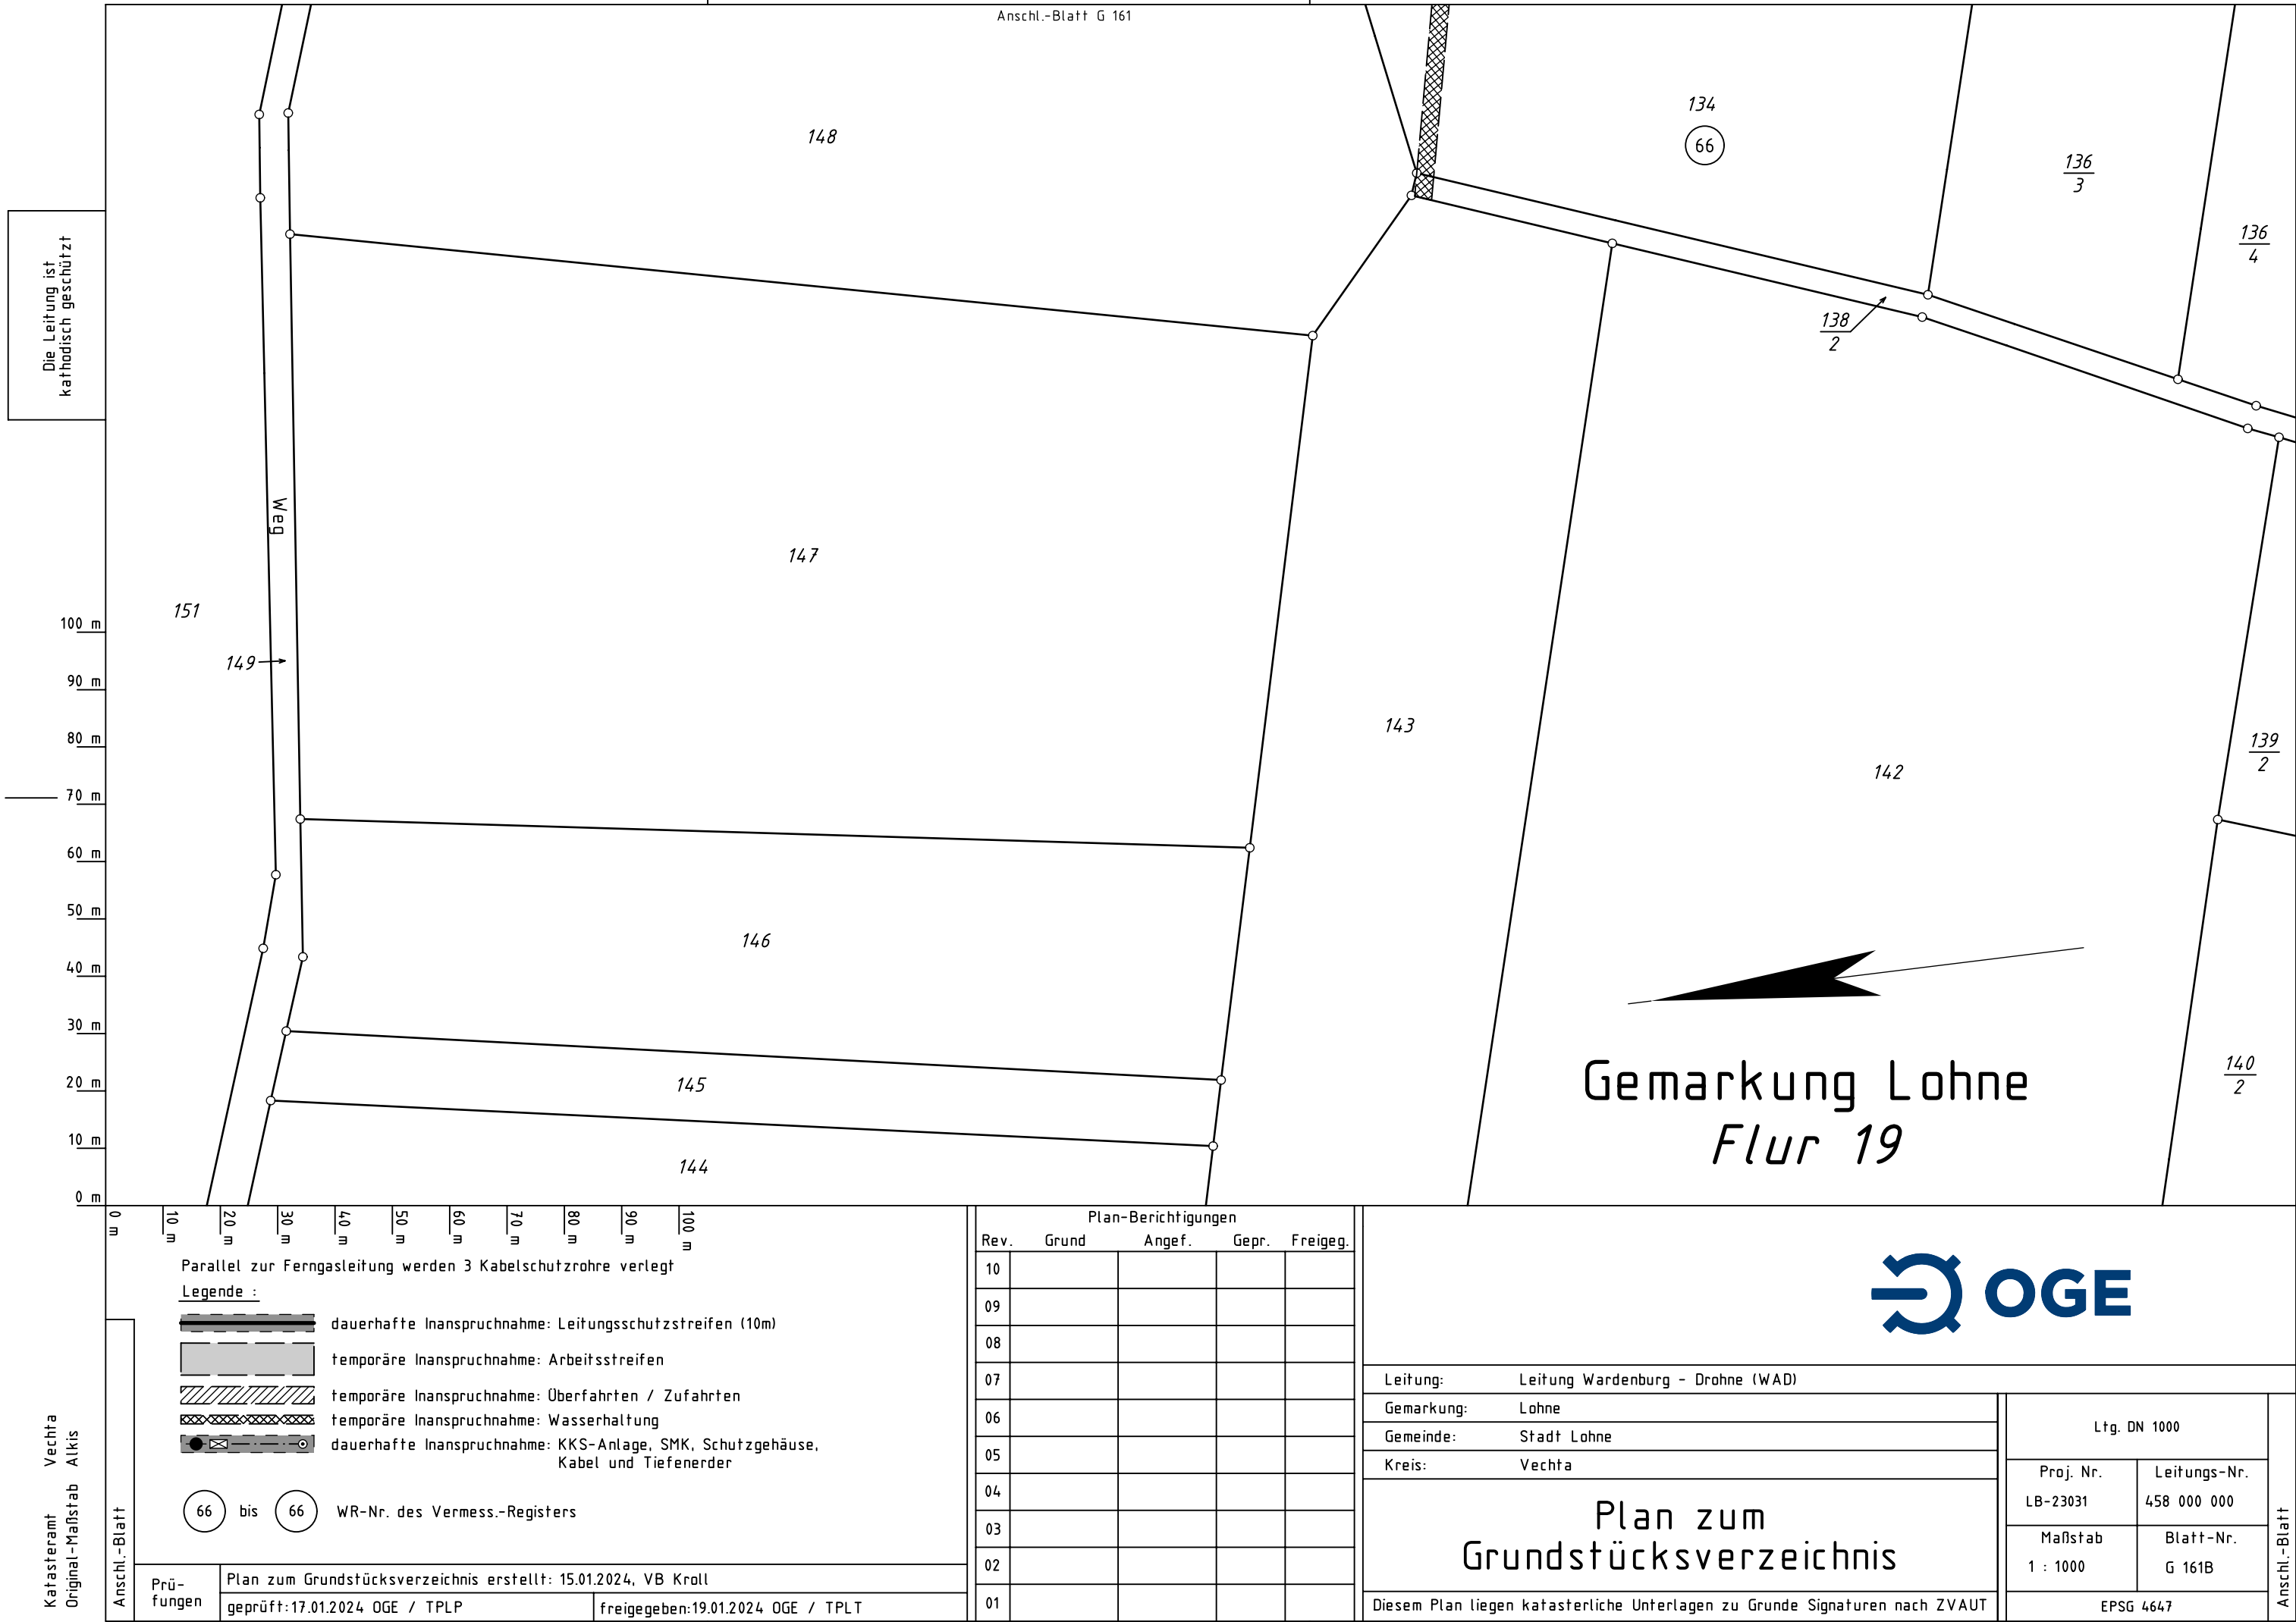 Anschl.-Blatt G 161
134
66
148
136
3
136
4
Die Leitung ist
kathodisch geschützt
138
2
Weg
147
151
149
143
142
139
2
146
145
144
140
2
100 m
90 m
80 m
70 m
60 m
50 m
40 m
30 m
20 m
10 m
0 m
0 m
10 m
20 m
30 m
40 m
50 m
60 m
70 m
80 m
90 m
100 m
Gemarkung Lohne
Flur 19
Parallel zur Ferngasleitung werden 3 Kabelschutzrohre verlegt
Legende :
dauerhafte Inanspruchnahme: Leitungsschutzstreifen (10m)
temporäre Inanspruchnahme: Arbeitsstreifen
temporäre Inanspruchnahme: Überfahrten / Zufahrten
temporäre Inanspruchnahme: Wasserhaltung
dauerhafte Inanspruchnahme: KKS-Anlage, SMK, Schutzgehäuse,
Kabel und Tiefenerder
66 bis 66 WR-Nr. des Vermess.-Registers
Katasteramt Vechta
Original-Maßstab Alkis
Anschl.-Blatt
Prü-
fungen
Plan zum Grundstücksverzeichnis erstellt: 15.01.2024, VB Kroll
geprüft:17.01.2024 OGE / TPLP
freigegeben:19.01.2024 OGE / TPLT
Plan-Berichtigungen
Rev. Grund Angef. Gepr. Freigeg.
10
09
08
07
06
05
04
03
02
01
OGE
Leitung: Leitung Wardenburg - Drohne (WAD)
Gemarkung: Lohne
Gemeinde: Stadt Lohne
Kreis: Vechta
Plan zum
Grundstücksverzeichnis
Diesem Plan liegen katasterliche Unterlagen zu Grunde Signaturen nach ZVAUT
Ltg. DN 1000
Proj. Nr. Leitungs-Nr.
LB-23031 458 000 000
Maßstab Blatt-Nr.
1 : 1000 G 161B
EPSG 4647
Anschl.-Blatt